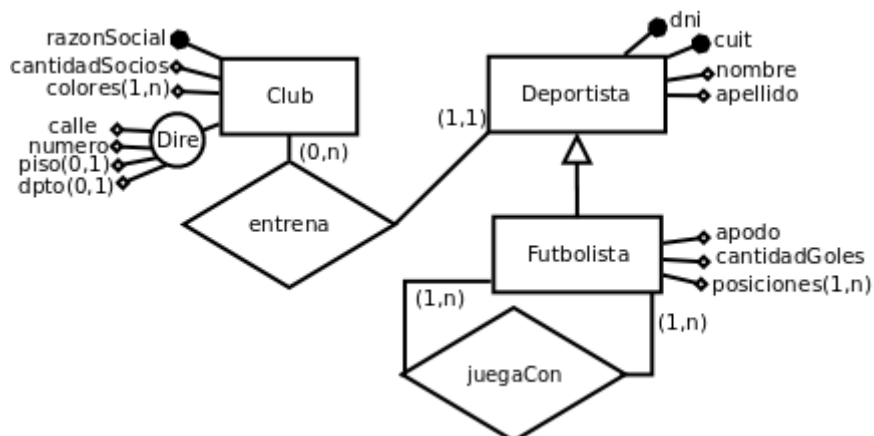 razonSocial
cantidadSocios
colores(1,n)
Club
calle
numero
piso(0,1)
dpto(0,1)
Dire
(0,n)
entrena
(1,1)
dni
cuit
nombre
apellido
Deportista
Futbolista
apodo
cantidadGoles
posiciones(1,n)
(1,n)
(1,n)
juegaCon